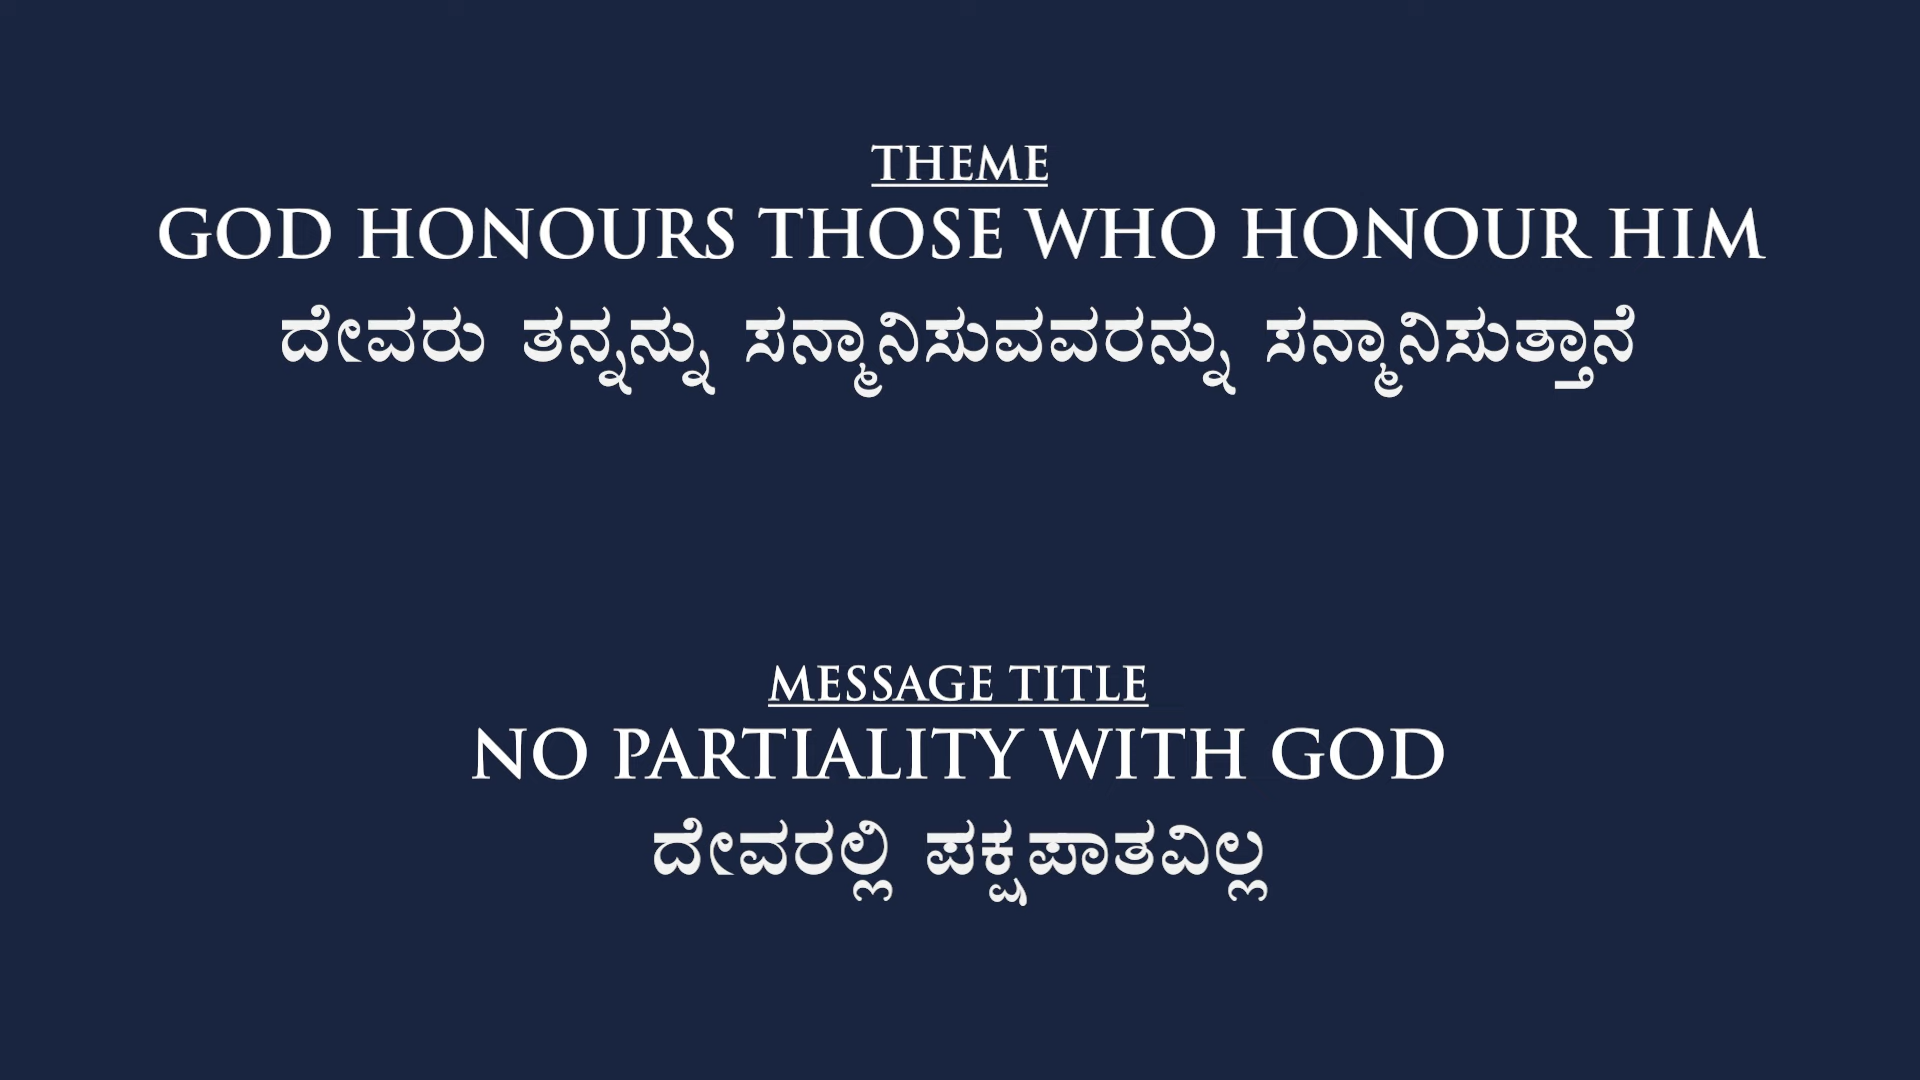 THEME
GOD HONOURS THOSE WHO HONOUR HIM
ದೇವರು ತನ್ನನ್ನು ಸನ್ಮಾನಿಸುವವರನ್ನು ಸನ್ಮಾನಿಸುತ್ತಾನೆ
MESSAGE TITLE
NO PARTIALITY WITH GOD
ದೇವರಲ್ಲಿ ಪಕ್ಷಪಾತವಿಲ್ಲ